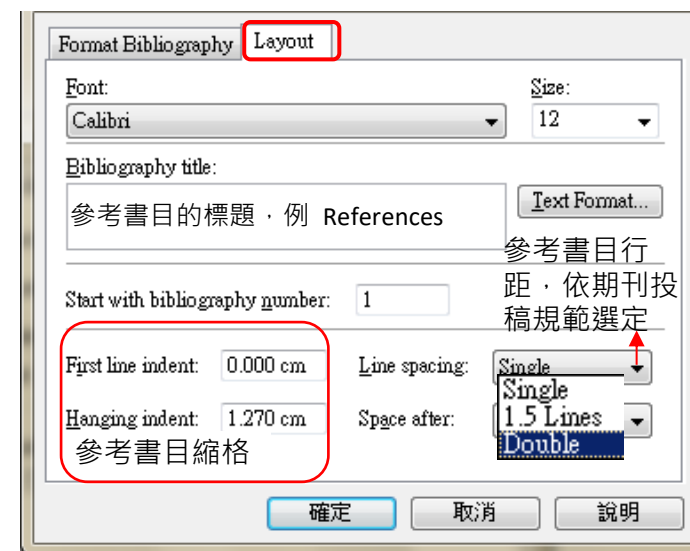 Format Bibliography Layout
Font: Size:
Calibri 12
Bibliography title:
參考書目的標題，例 References
Text Format...
參考書目行
距，依期刊投
稿規範選定
Start with bibliography number: 1
First line indent: 0.000 cm Line spacing: Single
Single
Hanging indent: 1.270 cm Space after: 1.5 Lines
Double
參考書目縮格
確定 取消 說明